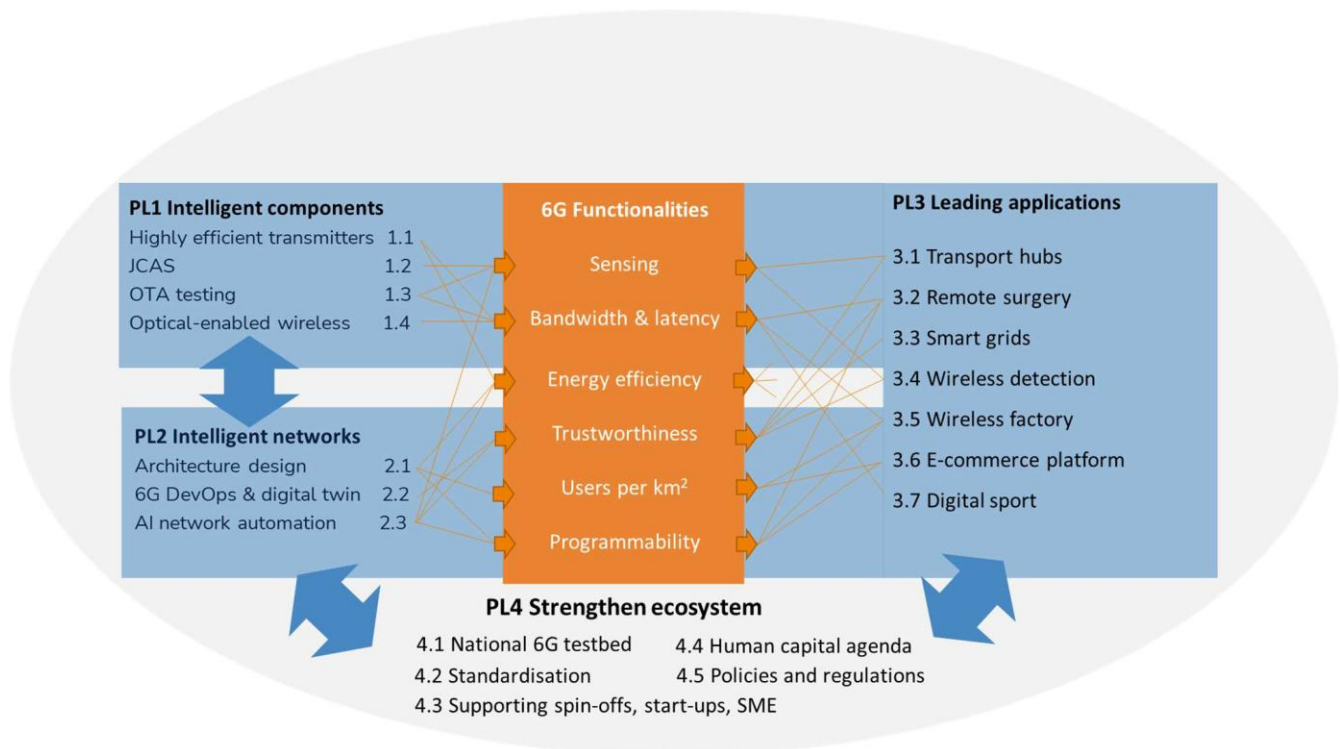 PL1 Intelligent components
Highly efficient transmitters 1.1
JCAS 1.2
OTA testing 1.3
Optical-enabled wireless 1.4
PL2 Intelligent networks
Architecture design 2.1
6G DevOps & digital twin 2.2
AI network automation 2.3
6G Functionalities
Sensing
Bandwidth & latency
Energy efficiency
Trustworthiness
Users per km²
Programmability
PL3 Leading applications
3.1 Transport hubs
3.2 Remote surgery
3.3 Smart grids
3.4 Wireless detection
3.5 Wireless factory
3.6 E-commerce platform
3.7 Digital sport
PL4 Strengthen ecosystem
4.1 National 6G testbed
4.2 Standardisation
4.3 Supporting spin-offs, start-ups, SME
4.4 Human capital agenda
4.5 Policies and regulations